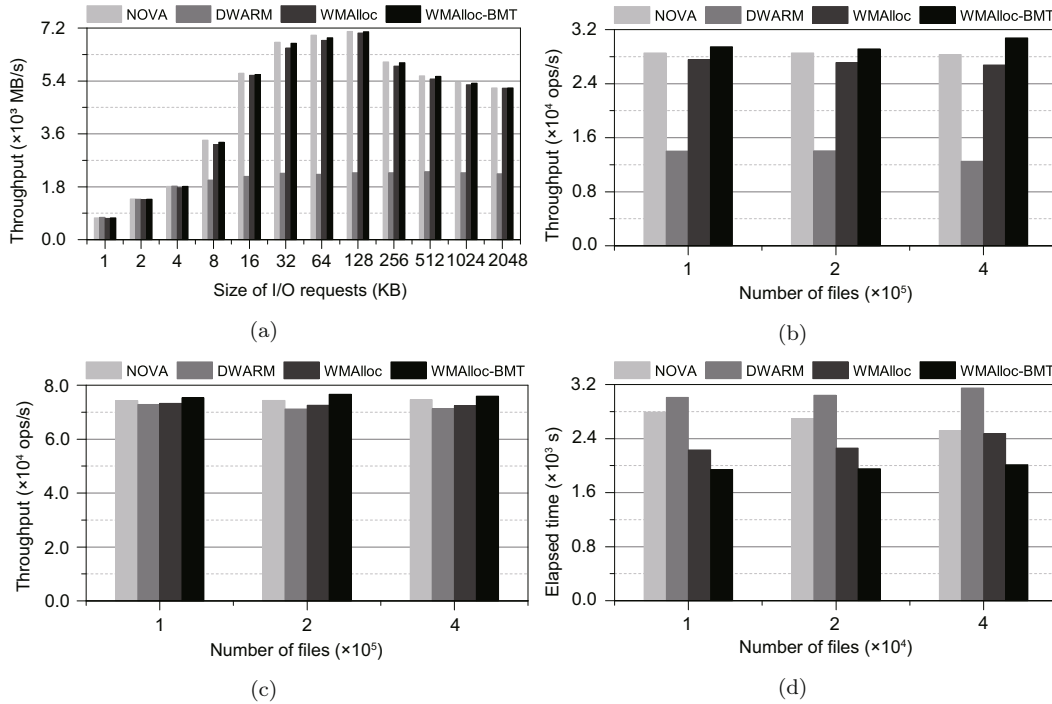 NOVA DWARM WMAlloc WMAlloc-BMT
7.2
5.4
3.6
1.8
0.0
Throughput (×10³ MB/s)
1 2 4 8 16 32 64 128 256 512 1024 2048
Size of I/O requests (KB)
(a)
NOVA DWARM WMAlloc WMAlloc-BMT
3.2
2.4
1.6
0.8
0.0
Throughput (×10⁴ ops/s)
1 2 4
Number of files (×10⁵)
(b)
NOVA DWARM WMAlloc WMAlloc-BMT
8.0
6.0
4.0
2.0
0.0
Throughput (×10⁴ ops/s)
1 2 4
Number of files (×10⁵)
(c)
NOVA DWARM WMAlloc WMAlloc-BMT
3.2
2.4
1.6
0.8
0.0
Elapsed time (×10³ s)
1 2 4
Number of files (×10⁴)
(d)